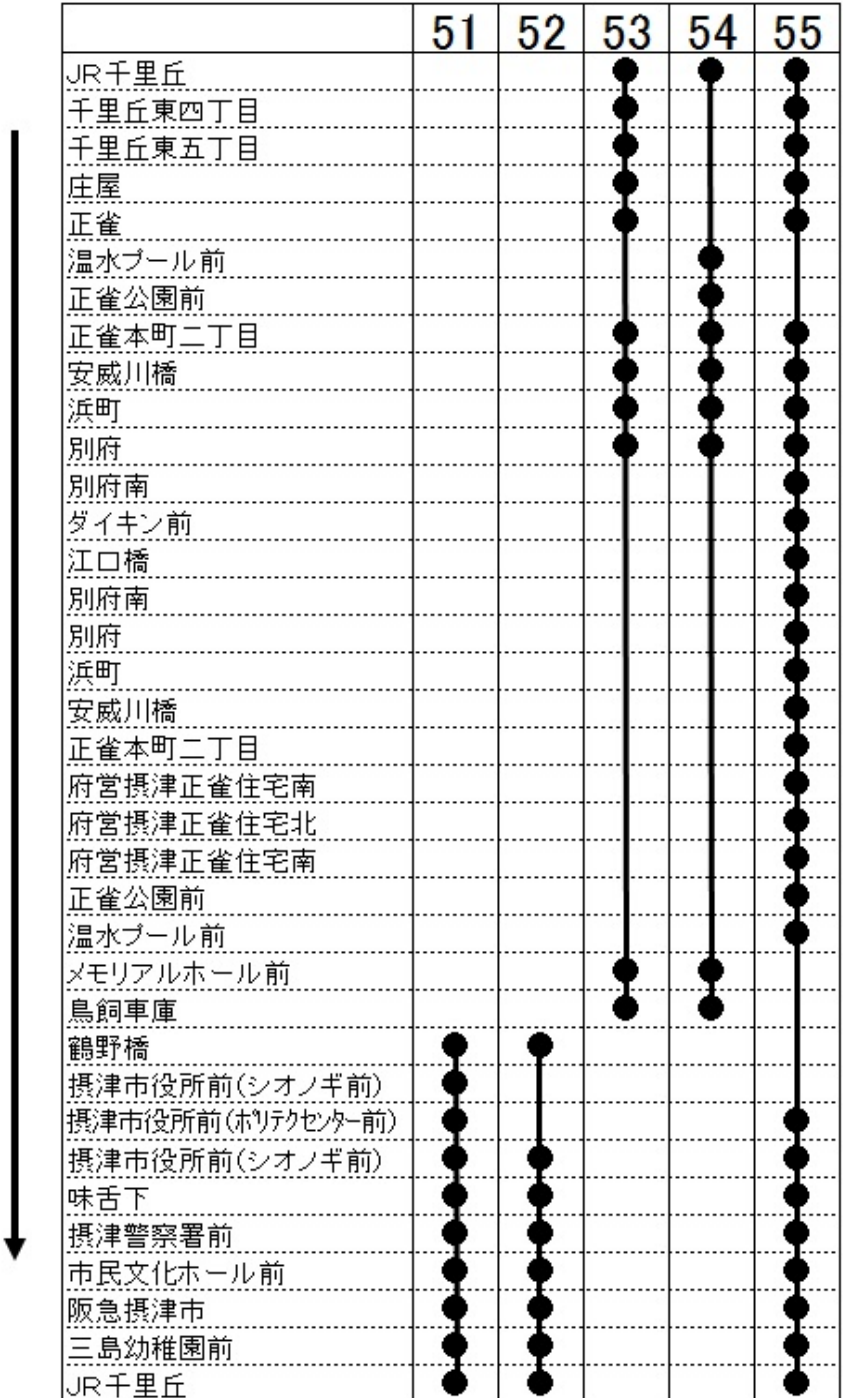 51 52 53 54 55
JR千里丘
千里丘東四丁目
千里丘東五丁目
庄屋
正雀
温水プール前
正雀公園前
正雀本町二丁目
安威川橋
浜町
別府
別府南
ダイキン前
江口橋
別府南
別府
浜町
安威川橋
正雀本町二丁目
府営摂津正雀住宅南
府営摂津正雀住宅北
府営摂津正雀住宅南
正雀公園前
温水プール前
メモリアルホール前
鳥飼車庫
鶴野橋
摂津市役所前(シオノギ前)
摂津市役所前(ポリテクセンター前)
摂津市役所前(シオノギ前)
味舌下
摂津警察署前
市民文化ホール前
阪急摂津市
三島幼稚園前
JR千里丘